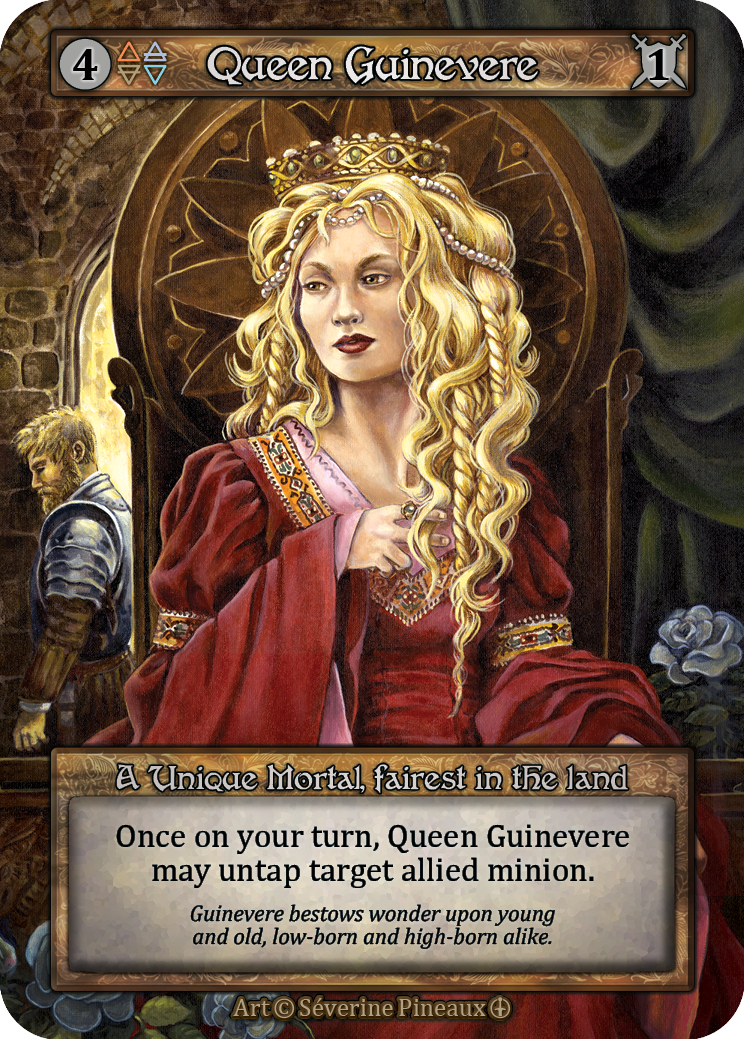 4 Queen Guinevere 1
A Unique Mortal, fairest in the land
Once on your turn, Queen Guinevere
may untap target allied minion.
Guinevere bestows wonder upon young
and old, low-born and high-born alike.
Art © Séverine Pineaux